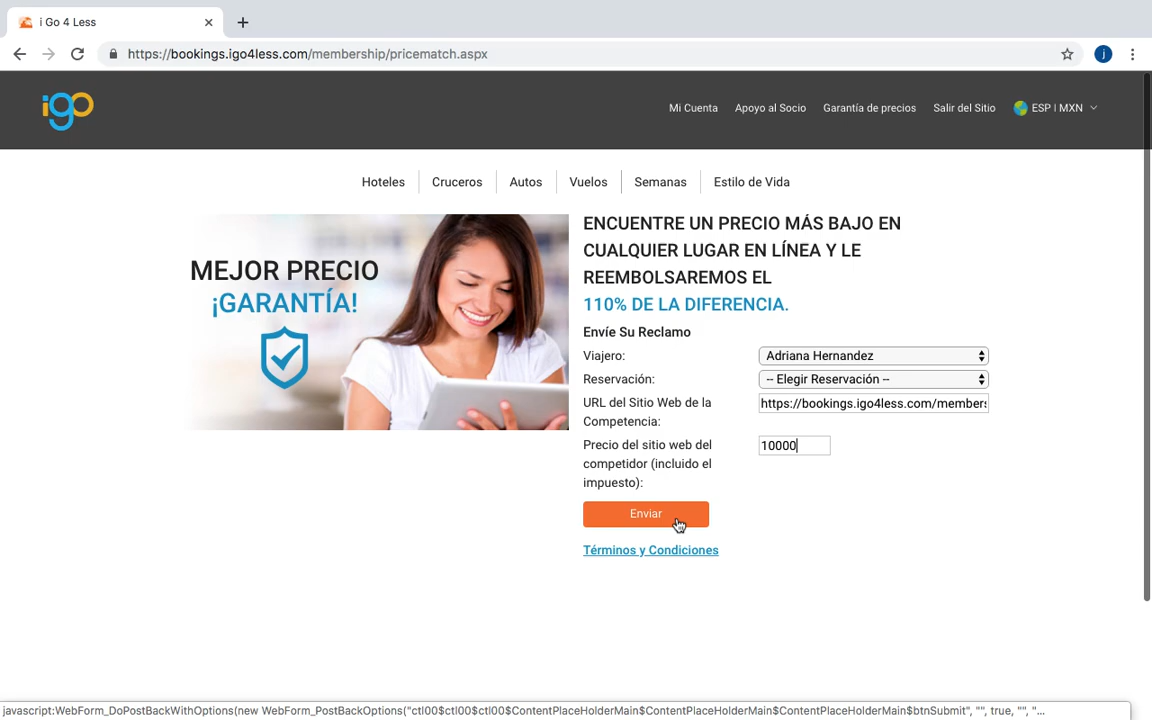 i Go 4 Less
https://bookings.igo4less.com/membership/pricematch.aspx
j
igo
Mi Cuenta
Apoyo al Socio
Garantía de precios
Salir del Sitio
ESP | MXN
Hoteles
Cruceros
Autos
Vuelos
Semanas
Estilo de Vida
MEJOR PRECIO
¡GARANTÍA!
ENCUENTRE UN PRECIO MÁS BAJO EN
CUALQUIER LUGAR EN LÍNEA Y LE
REEMBOLSAREMOS EL
110% DE LA DIFERENCIA.
Envíe Su Reclamo
Viajero:
Adriana Hernandez
Reservación:
-- Elegir Reservación --
URL del Sitio Web de la
Competencia:
https://bookings.igo4less.com/members
Precio del sitio web del
competidor (incluido el
impuesto):
10000
Enviar
Términos y Condiciones
javascript:WebForm_DoPostBackWithOptions(new WebForm_PostBackOptions("ctl00$ctl00$ctl00$ContentPlaceHolderMain$ContentPlaceHolderMain$ContentPlaceHolderMain$btnSubmit", "", true, "", "...